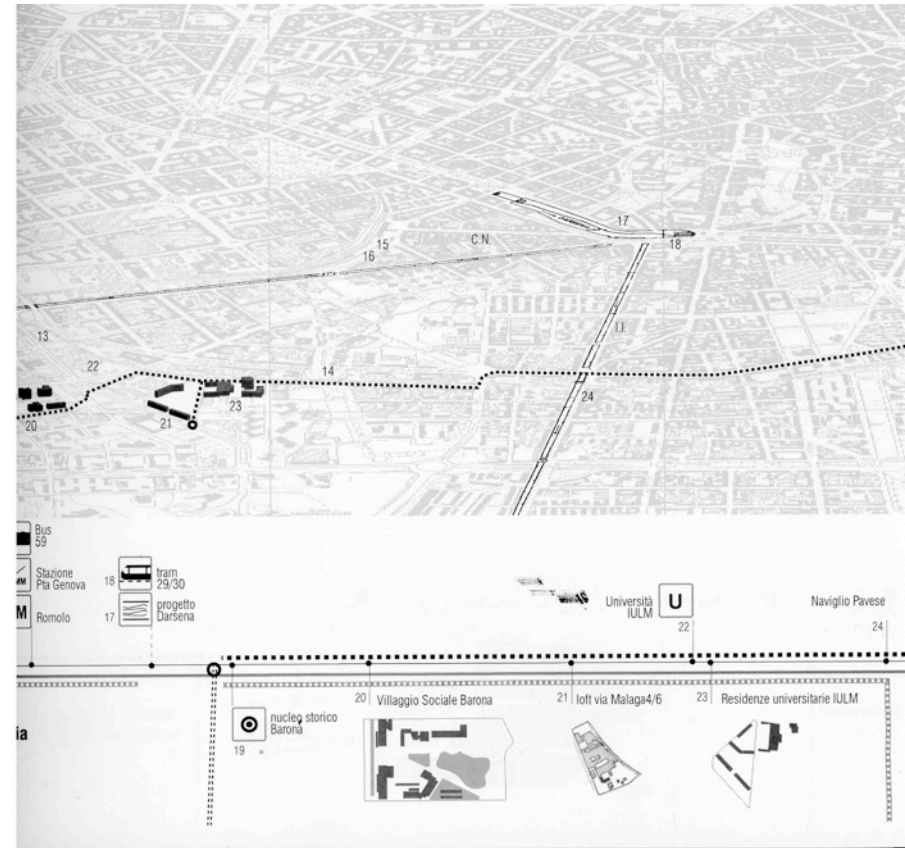 17
18
C.N.
15
16
I.I.
13
22
14
24
20
21
23
Bus
59
Stazione
Pta Genova
MM
18
tram
29/30
M
Romolo
17
progetto
Darsena
Università
IULM
U
22
Naviglio Pavese
24
20
Villaggio Sociale Barona
21
loft via Malaga4/6
23
Residenze universitarie IULM
ia
nucleo storico
Barona
19